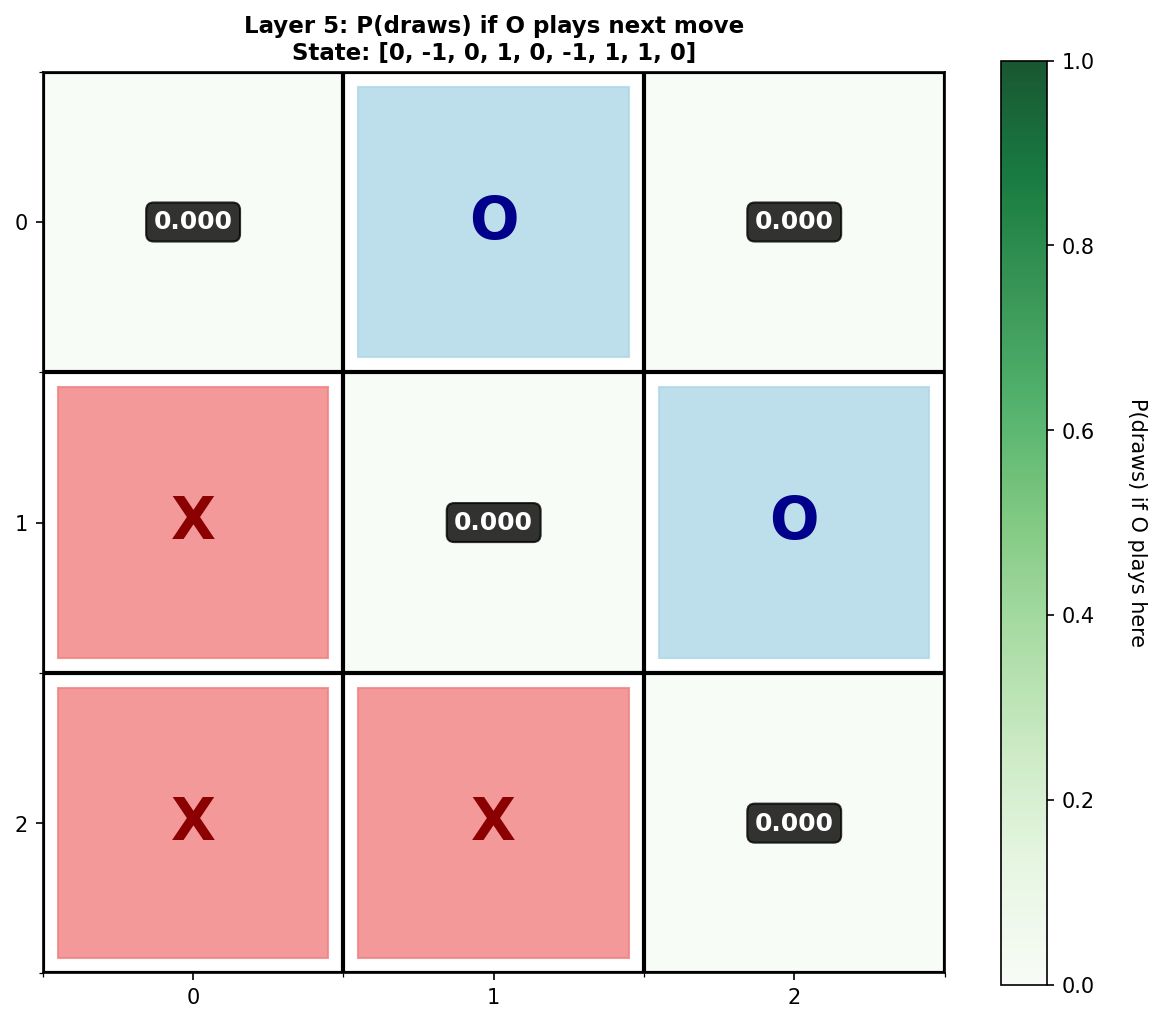 Layer 5: P(draws) if O plays next move
State: [0, -1, 0, 1, 0, -1, 1, 1, 0]
0
0.000
O
0.000
1
X
0.000
O
2
X
X
0.000
0
1
2
1.0
0.8
0.6
0.4
0.2
0.0
P(draws) if O plays here